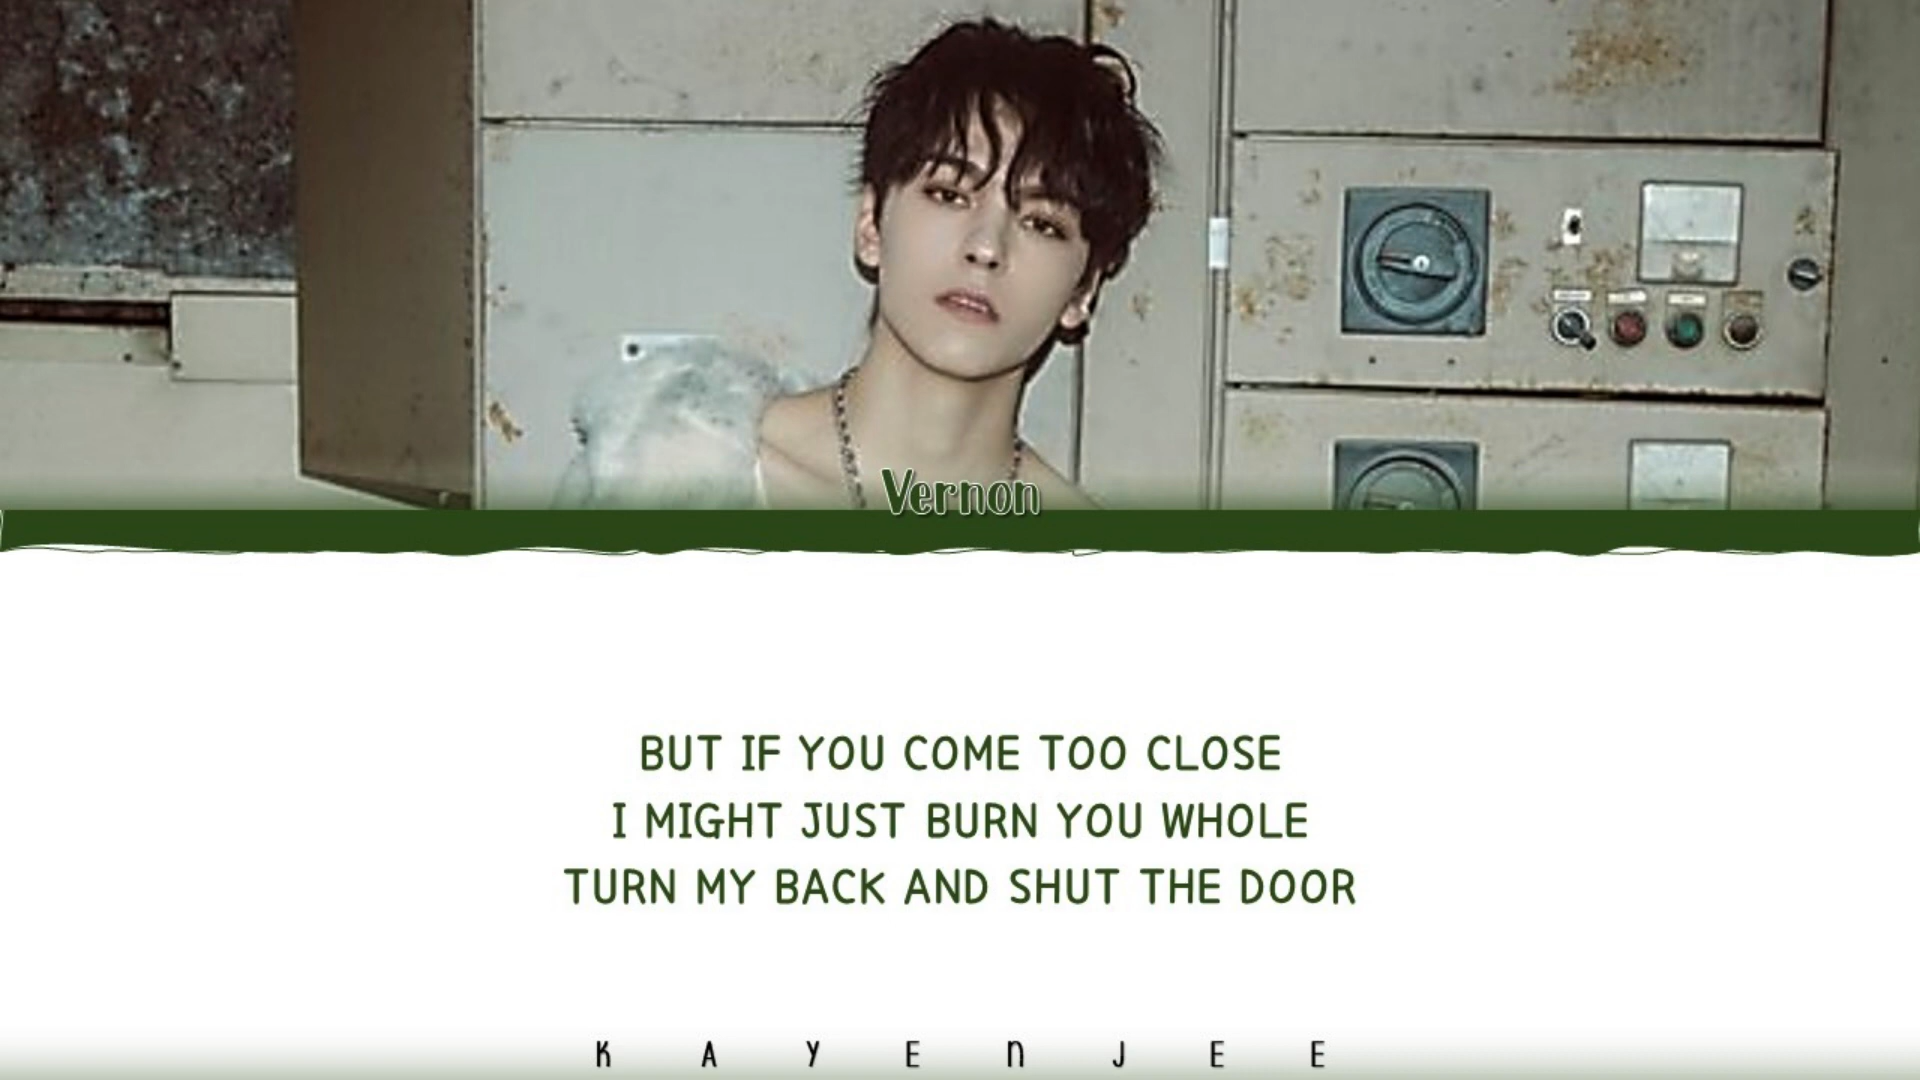 Vernon
BUT IF YOU COME TOO CLOSE
I MIGHT JUST BURN YOU WHOLE
TURN MY BACK AND SHUT THE DOOR
K A Y E N J E E